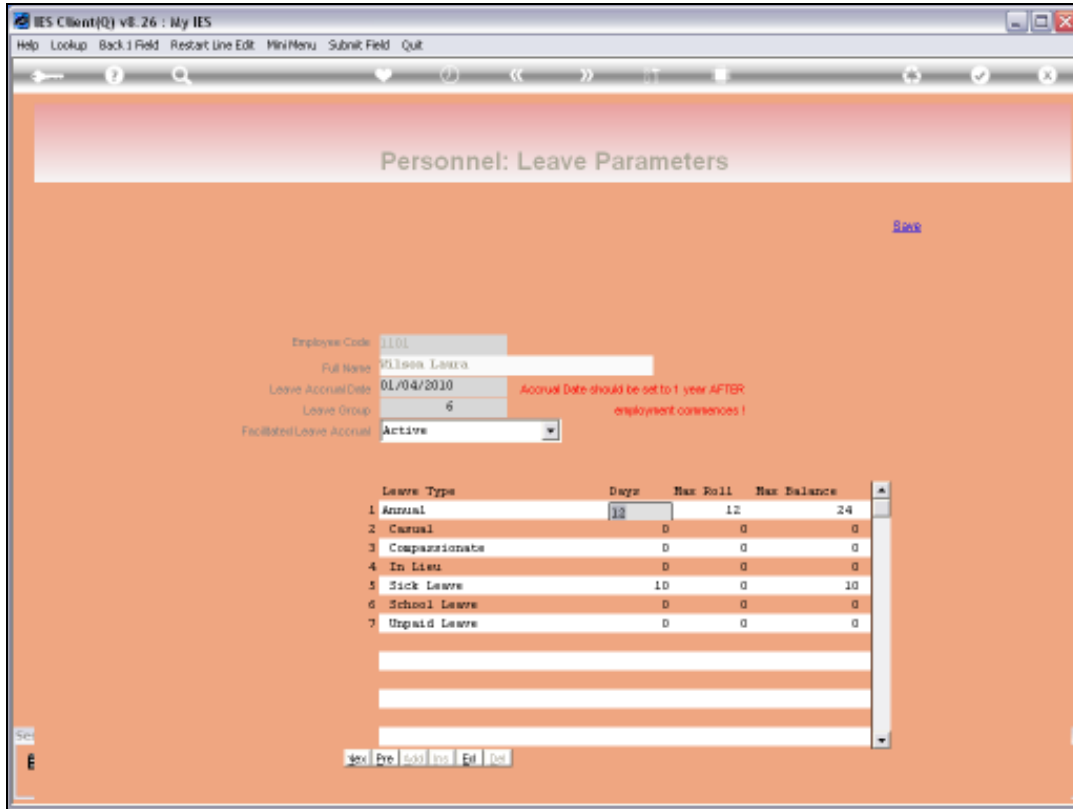 IES Client(Q) v8.26 : My IES
Help Lookup Back 1 Field Restart Line Edit MiniMenu Submit Field Quit
Personnel: Leave Parameters
Save
Employee Code 1101
Full Name Wilson Laura
Leave Accrual Date 01/04/2010 Accrual Date should be set to 1 year AFTER
Leave Group 6 employment commences !
Facilitated Leave Accrual Active
Leave Type Days Max Roll Max Balance
1 Annual 12 12 24
2 Casual 0 0 0
3 Compassionate 0 0 0
4 In Lieu 0 0 0
5 Sick Leave 10 0 10
6 School Leave 0 0 0
7 Unpaid Leave 0 0 0
Nex Pre Add Ins Del